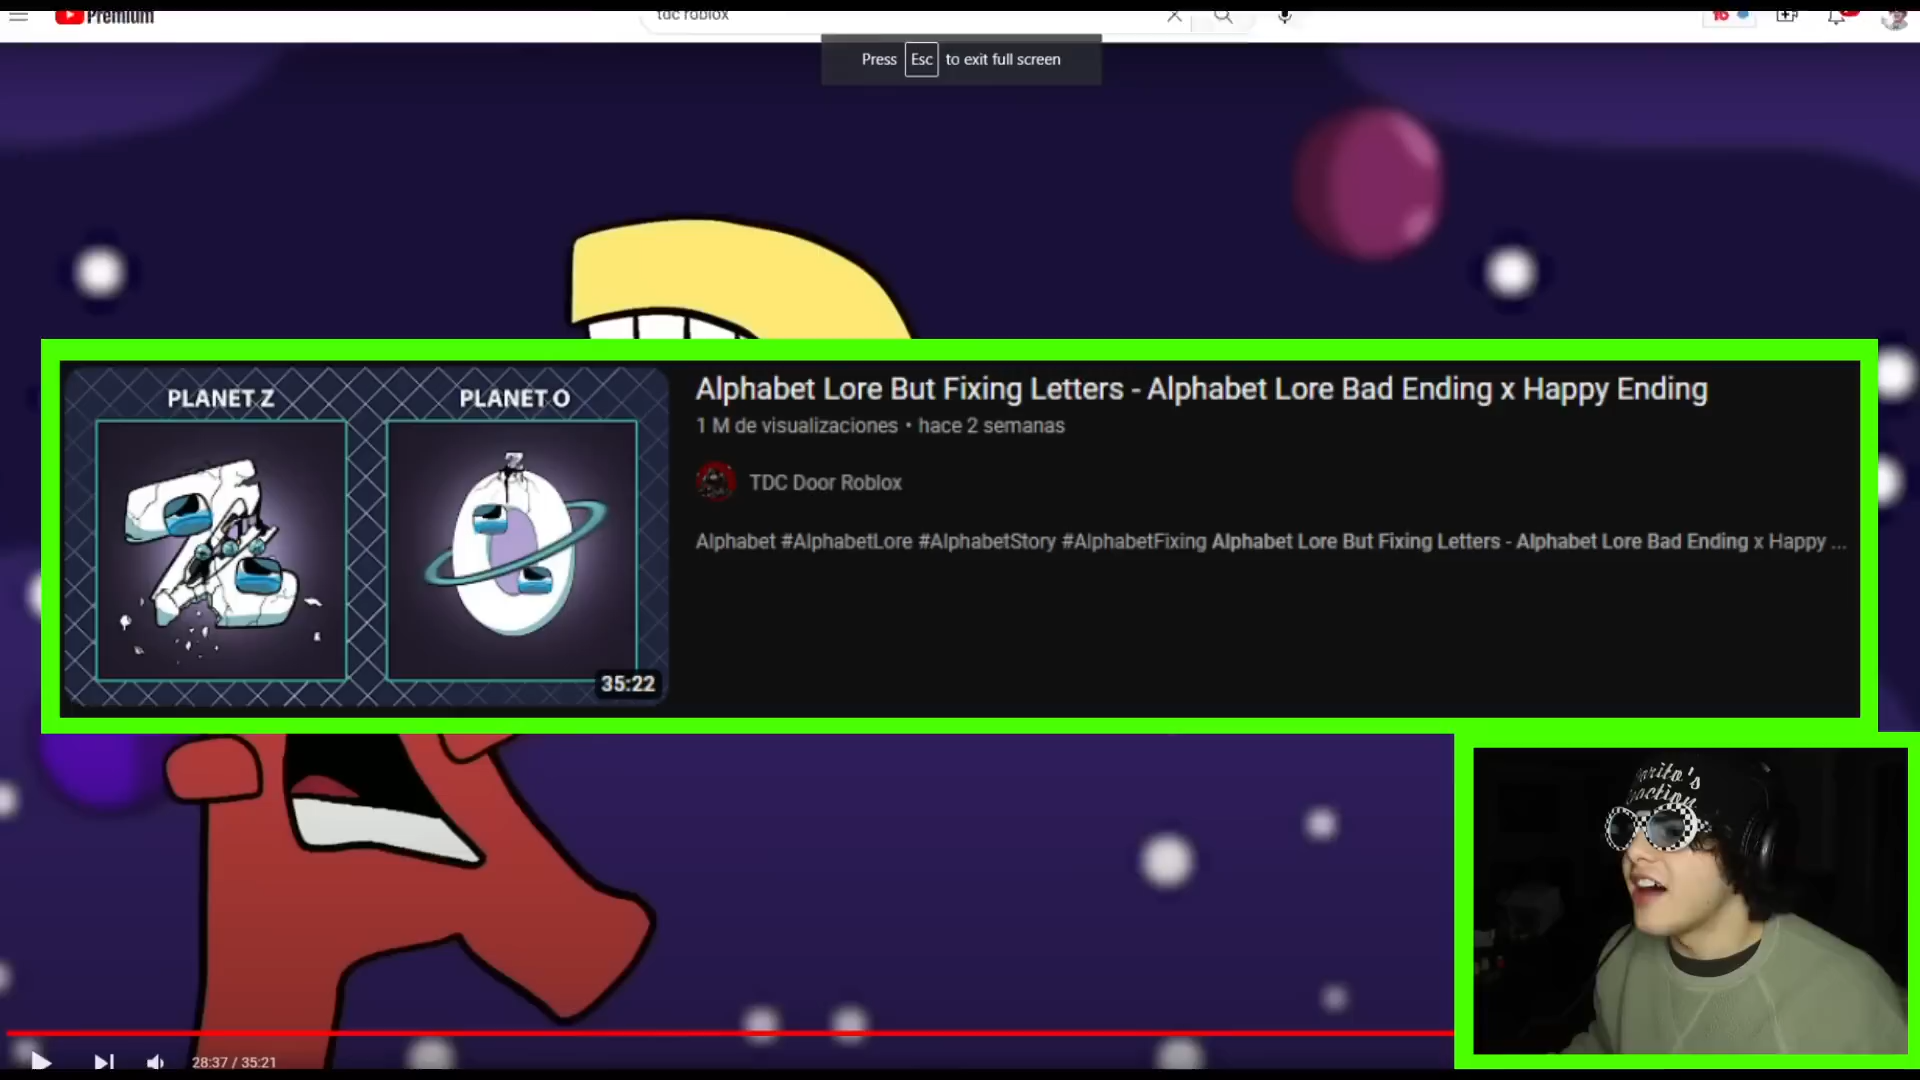 Premium
tdc roblox
Press Esc to exit full screen
PLANET Z
PLANET O
35:22
Alphabet Lore But Fixing Letters - Alphabet Lore Bad Ending x Happy Ending
1 M de visualizaciones • hace 2 semanas
TDC Door Roblox
Alphabet #AlphabetLore #AlphabetStory #AlphabetFixing Alphabet Lore But Fixing Letters - Alphabet Lore Bad Ending x Happy ...
28:37 / 35:21